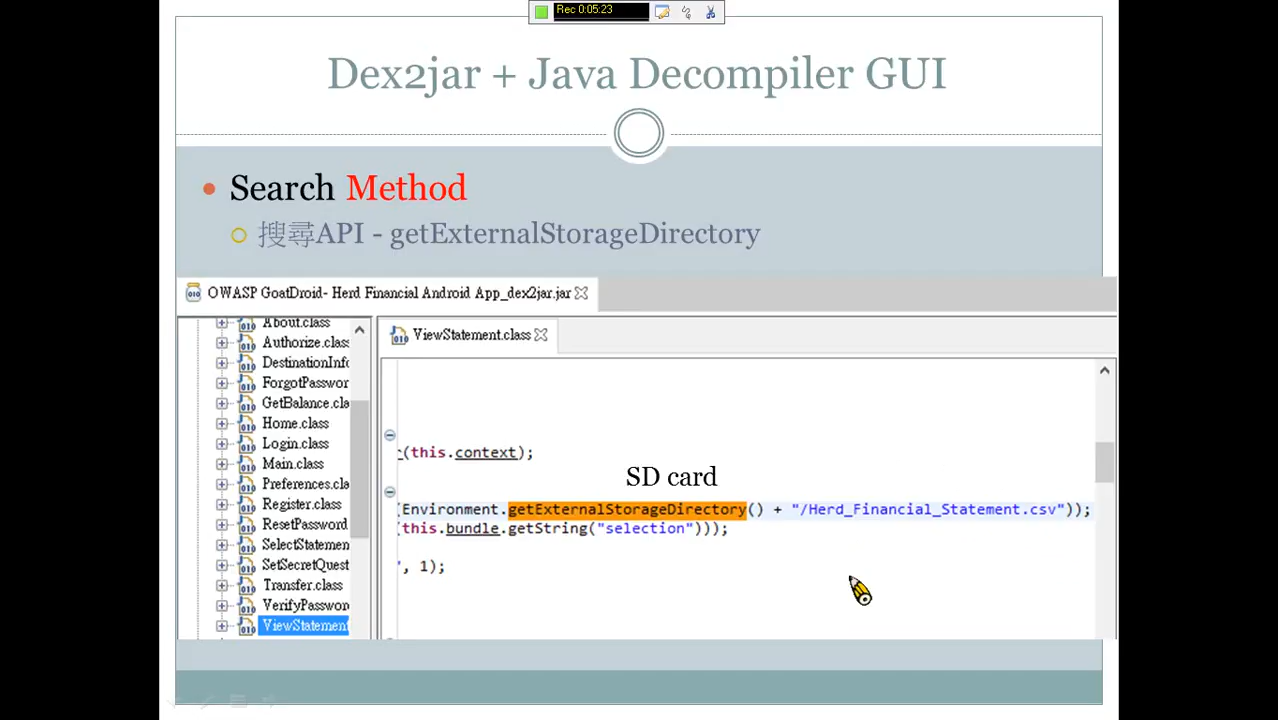 Rec 0:05:23
Dex2jar + Java Decompiler GUI
Search Method
搜尋API - getExternalStorageDirectory
OWASP GoatDroid- Herd Financial Android App_dex2jar.jar
About.class
Authorize.class
DestinationInfo
ForgotPasswor
GetBalance.cla
Home.class
Login.class
Main.class
Preferences.cla
Register.class
ResetPassword
SelectStatemen
SetSecretQuest
Transfer.class
VerifyPassword
ViewStatement
ViewStatement.class
(this.context);
SD card
(Environment.getExternalStorageDirectory() + "/Herd_Financial_Statement.csv"));
(this.bundle.getString("selection")));
", 1);